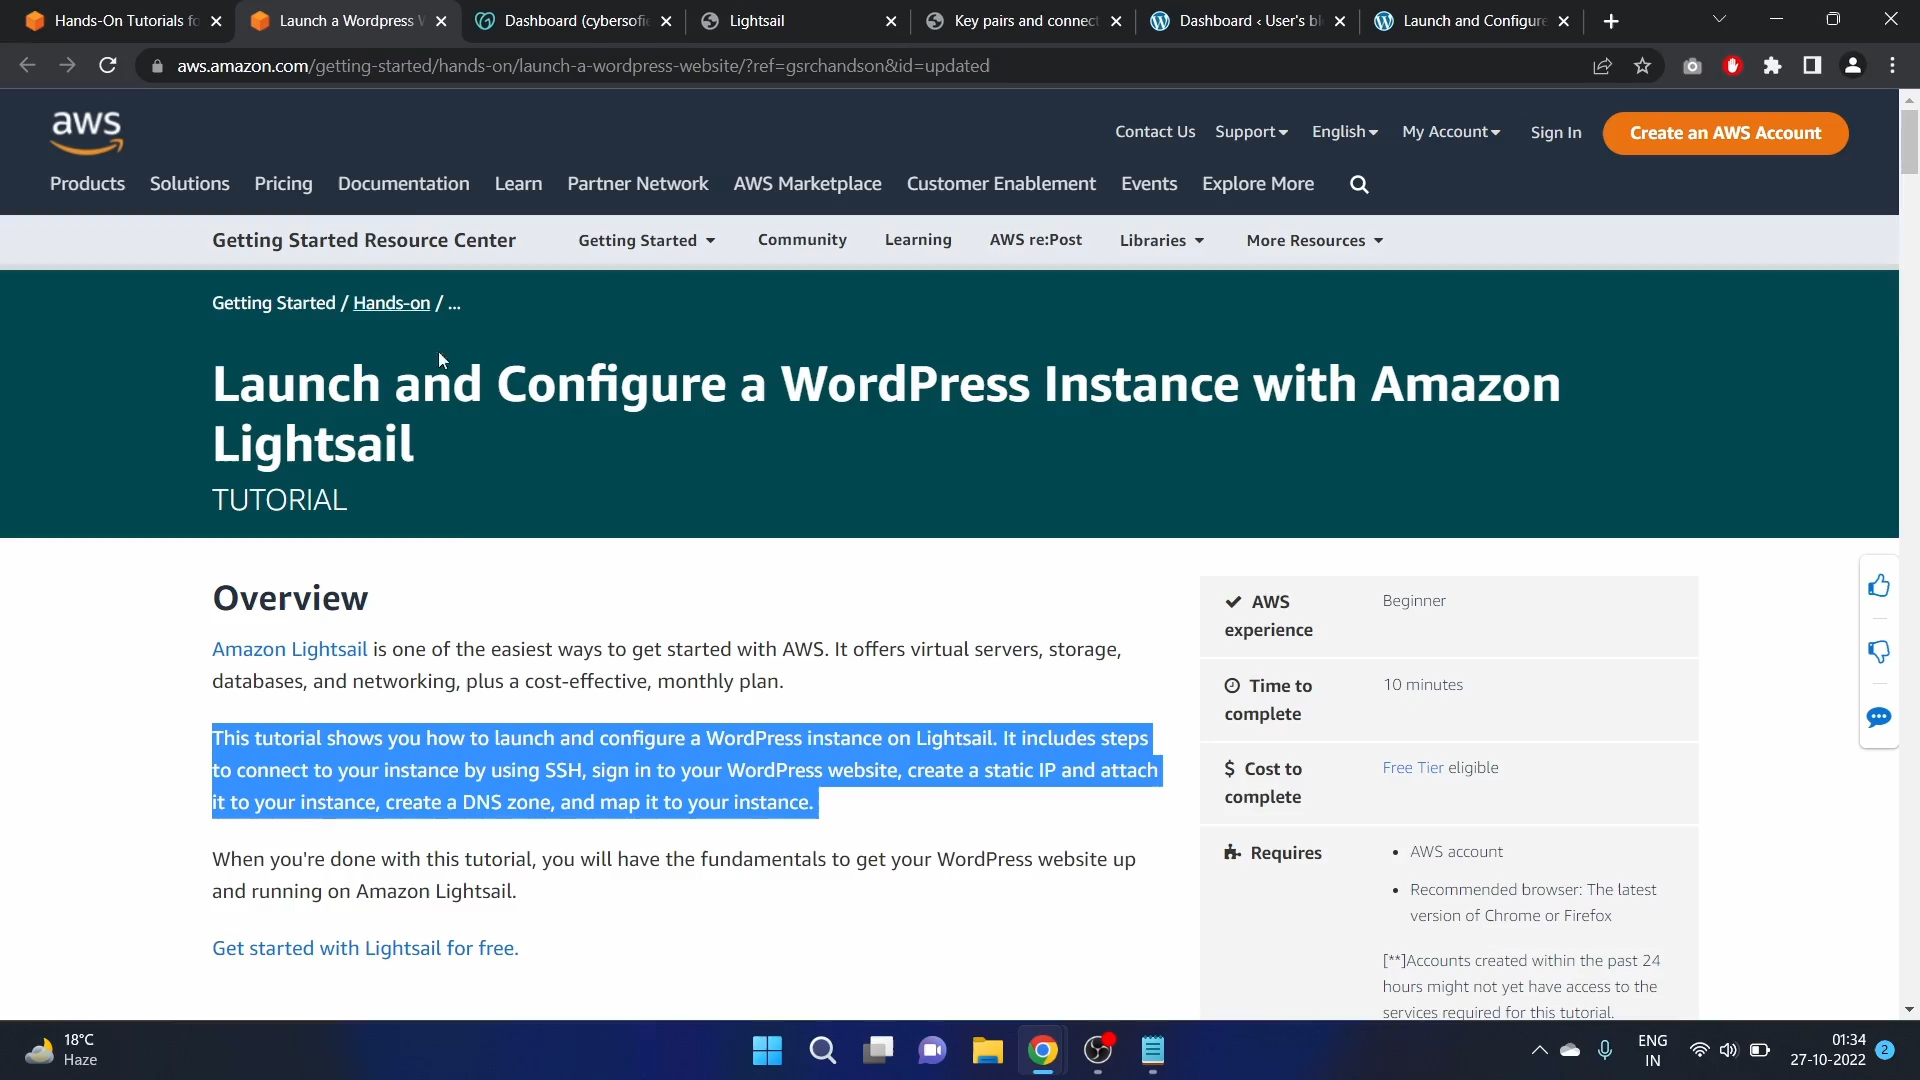 Hands-On Tutorials fo
Launch a Wordpress W
Dashboard (cybersofie
Lightsail
Key pairs and connect
Dashboard ‹ User's bl
Launch and Configure
aws.amazon.com/getting-started/hands-on/launch-a-wordpress-website/?ref=gsrchandson&id=updated
aws
Contact Us Support English My Account Sign In Create an AWS Account
Products Solutions Pricing Documentation Learn Partner Network AWS Marketplace Customer Enablement Events Explore More
Getting Started Resource Center Getting Started Community Learning AWS re:Post Libraries More Resources
Getting Started / Hands-on / ...
Launch and Configure a WordPress Instance with Amazon
Lightsail
TUTORIAL
Overview
Amazon Lightsail is one of the easiest ways to get started with AWS. It offers virtual servers, storage,
databases, and networking, plus a cost-effective, monthly plan.
This tutorial shows you how to launch and configure a WordPress instance on Lightsail. It includes steps
to connect to your instance by using SSH, sign in to your WordPress website, create a static IP and attach
it to your instance, create a DNS zone, and map it to your instance.
When you're done with this tutorial, you will have the fundamentals to get your WordPress website up
and running on Amazon Lightsail.
Get started with Lightsail for free.
AWS
experience
Beginner
Time to
complete
10 minutes
$ Cost to
complete
Free Tier eligible
Requires
• AWS account
• Recommended browser: The latest
version of Chrome or Firefox
[**]Accounts created within the past 24
hours might not yet have access to the
services required for this tutorial.
18°C
Haze
ENG
IN
01:34
27-10-2022
2